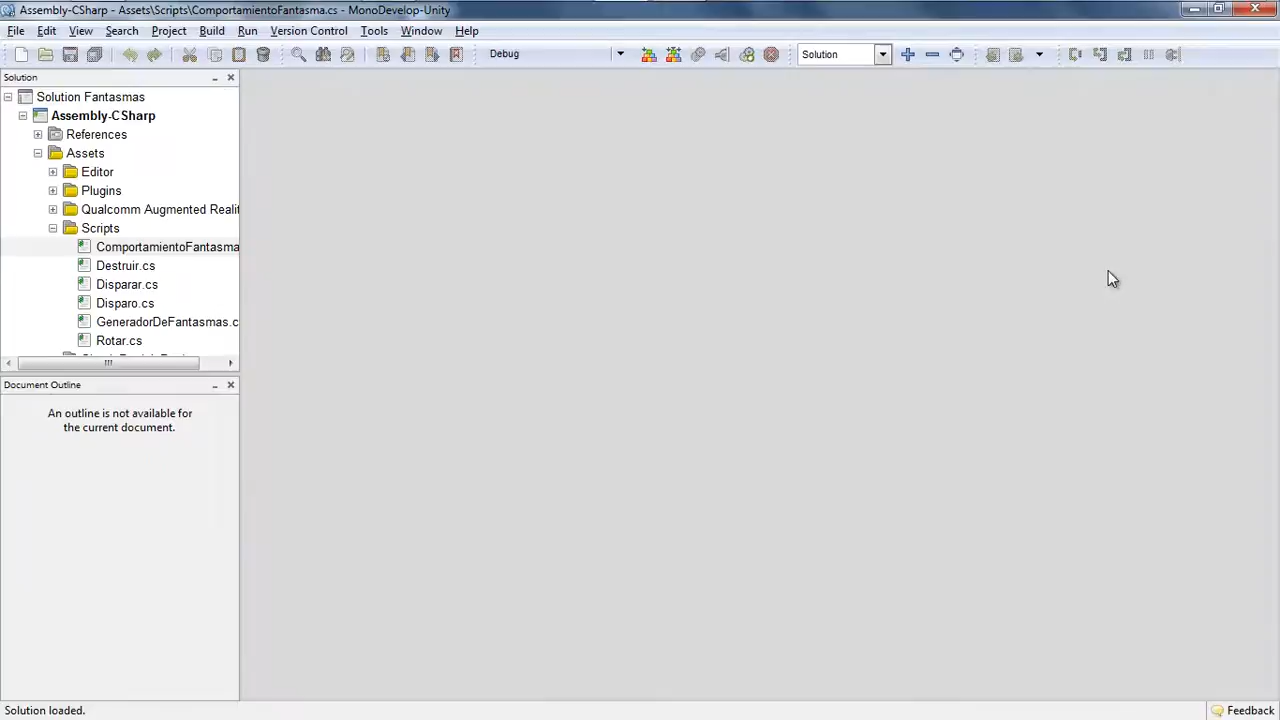 Assembly-CSharp - Assets\Scripts\ComportamientoFantasma.cs - MonoDevelop-Unity
File Edit View Search Project Build Run Version Control Tools Window Help
Debug Solution
Solution
Solution Fantasmas
Assembly-CSharp
References
Assets
Editor
Plugins
Qualcomm Augmented Realit
Scripts
ComportamientoFantasma
Destruir.cs
Disparar.cs
Disparo.cs
GeneradorDeFantasmas.c
Rotar.cs
Document Outline
An outline is not available for
the current document.
Solution loaded. Feedback